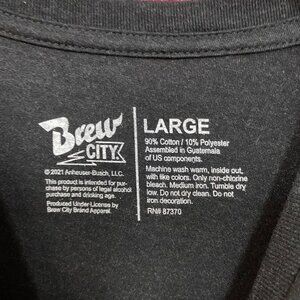 Brew
CITY
© 2021 Anheuser-Busch, LLC.
This product is intended for pur-
chase by persons of legal alcohol
purchase and drinking age.
Produced Under License by
Brew City Brand Apparel.
LARGE
90% Cotton / 10% Polyester
Assembled in Guatemala
of US components.
Machine wash warm, inside out,
with like colors. Only non-chlorine
bleach. Medium iron. Tumble dry
low. Do not dry clean. Do not
iron decoration.
RN# 87370